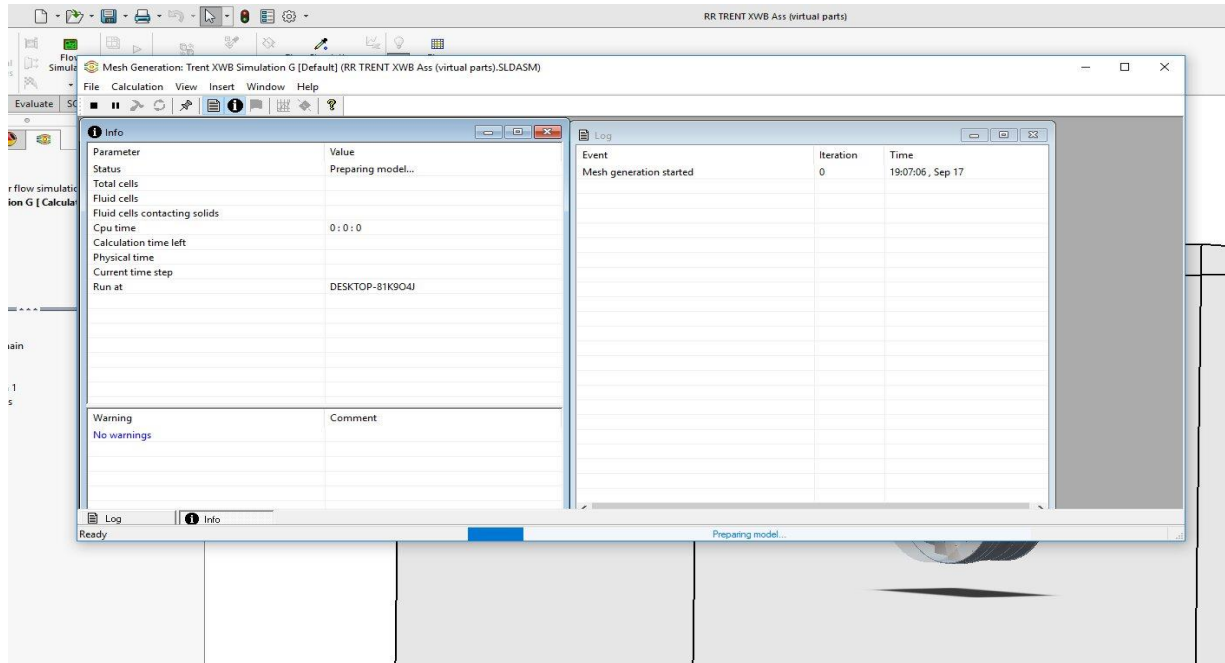 RR TRENT XWB Ass (virtual parts)
Flow
Simula
Mesh Generation: Trent XWB Simulation G [Default] (RR TRENT XWB Ass (virtual parts).SLDASM)
File Calculation View Insert Window Help
Evaluate SO
Info
Parameter Value
Status Preparing model...
Total cells
Fluid cells
Fluid cells contacting solids
Cpu time 0 : 0 : 0
Calculation time left
Physical time
Current time step
Run at DESKTOP-81K9O4J
Warning Comment
No warnings
Log
Event Iteration Time
Mesh generation started 0 19:07:06 , Sep 17
r flow simulatio
ion G [ Calcula
ain
1
s
Log Info
Ready Preparing model...